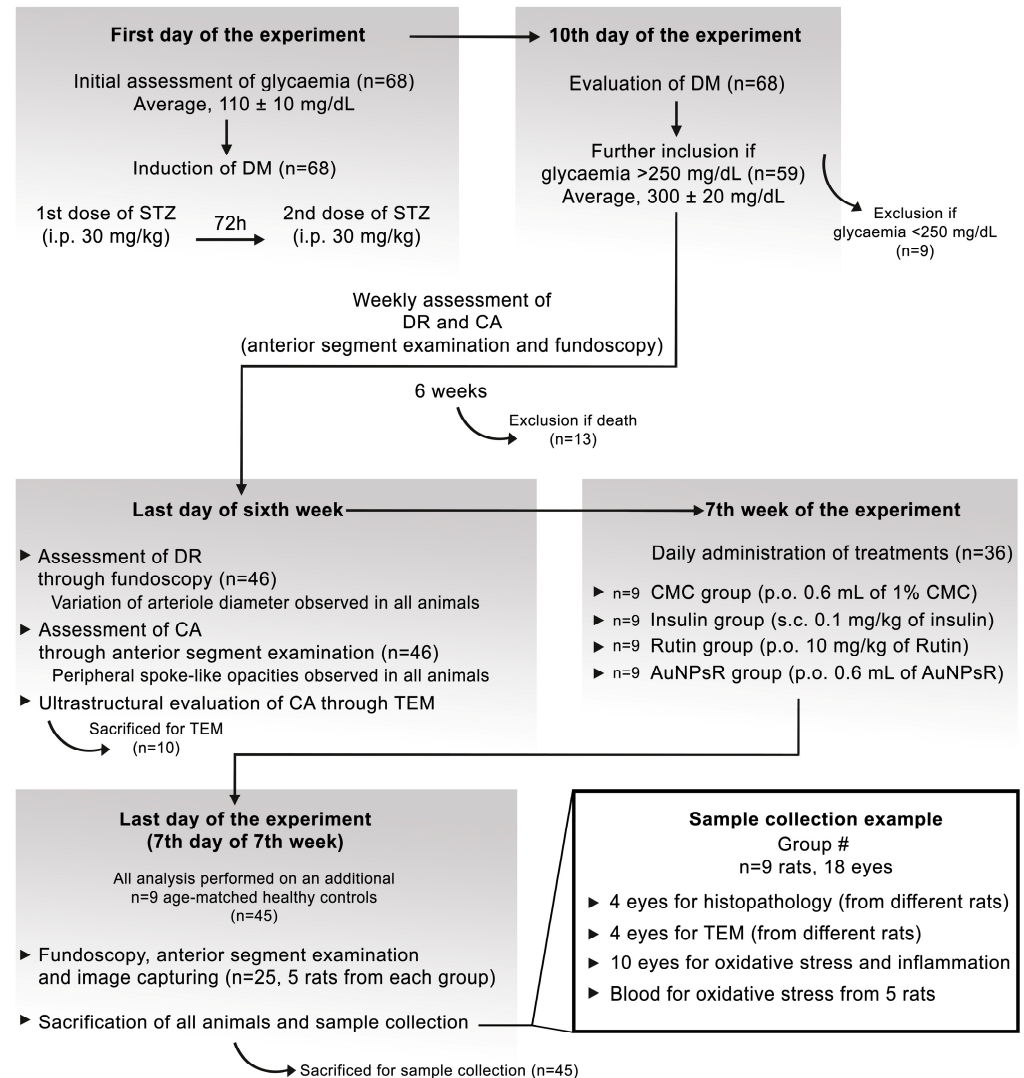 First day of the experiment
Initial assessment of glycaemia (n=68)
Average, 110 ± 10 mg/dL
Induction of DM (n=68)
1st dose of STZ
(i.p. 30 mg/kg)
72h
2nd dose of STZ
(i.p. 30 mg/kg)
10th day of the experiment
Evaluation of DM (n=68)
Further inclusion if
glycaemia >250 mg/dL (n=59)
Average, 300 ± 20 mg/dL
Exclusion if
glycaemia <250 mg/dL
(n=9)
Weekly assessment of
DR and CA
(anterior segment examination and fundoscopy)
6 weeks
Exclusion if death
(n=13)
Last day of sixth week
► Assessment of DR
through fundoscopy (n=46)
Variation of arteriole diameter observed in all animals
► Assessment of CA
through anterior segment examination (n=46)
Peripheral spoke-like opacities observed in all animals
► Ultrastructural evaluation of CA through TEM
Sacrificed for TEM
(n=10)
7th week of the experiment
Daily administration of treatments (n=36)
► n=9 CMC group (p.o. 0.6 mL of 1% CMC)
► n=9 Insulin group (s.c. 0.1 mg/kg of insulin)
► n=9 Rutin group (p.o. 10 mg/kg of Rutin)
► n=9 AuNPsR group (p.o. 0.6 mL of AuNPsR)
Last day of the experiment
(7th day of 7th week)
All analysis performed on an additional
n=9 age-matched healthy controls
(n=45)
► Fundoscopy, anterior segment examination
and image capturing (n=25, 5 rats from each group)
► Sacrification of all animals and sample collection
Sacrificed for sample collection (n=45)
Sample collection example
Group #
n=9 rats, 18 eyes
► 4 eyes for histopathology (from different rats)
► 4 eyes for TEM (from different rats)
► 10 eyes for oxidative stress and inflammation
► Blood for oxidative stress from 5 rats